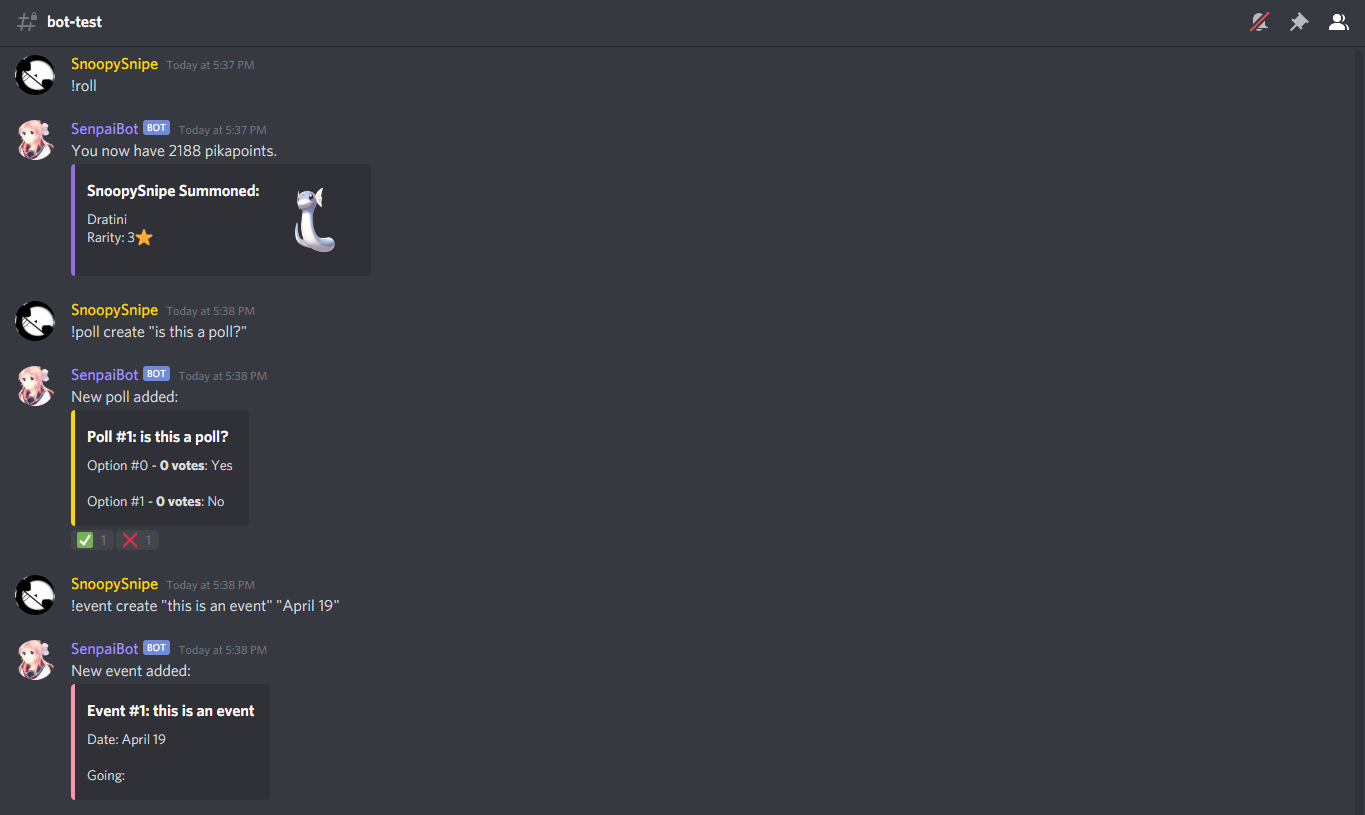 bot-test
SnoopySnipe Today at 5:37 PM
!roll
SenpaiBot BOT Today at 5:37 PM
You now have 2188 pikapoints.
SnoopySnipe Summoned:
Dratini
Rarity: 3⭐
SnoopySnipe Today at 5:38 PM
!poll create "is this a poll?"
SenpaiBot BOT Today at 5:38 PM
New poll added:
Poll #1: is this a poll?
Option #0 - 0 votes: Yes
Option #1 - 0 votes: No
✅ 1 ❌ 1
SnoopySnipe Today at 5:38 PM
!event create "this is an event" "April 19"
SenpaiBot BOT Today at 5:38 PM
New event added:
Event #1: this is an event
Date: April 19
Going: